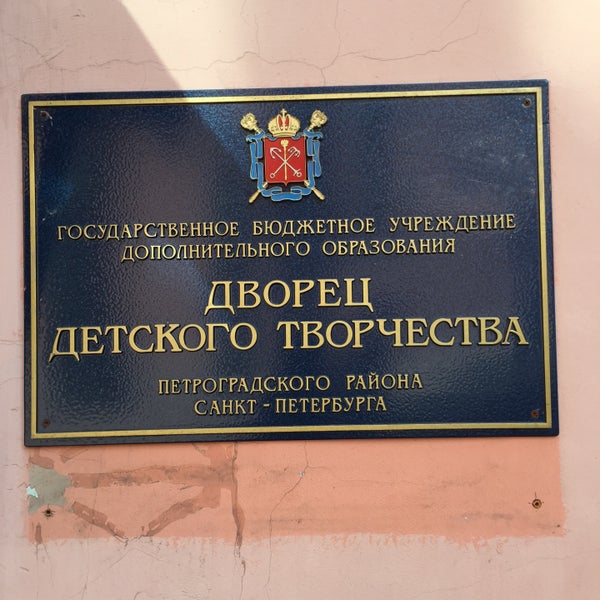 ГОСУДАРСТВЕННОЕ БЮДЖЕТНОЕ УЧРЕЖДЕНИЕ
ДОПОЛНИТЕЛЬНОГО ОБРАЗОВАНИЯ
ДВОРЕЦ
ДЕТСКОГО ТВОРЧЕСТВА
ПЕТРОГРАДСКОГО РАЙОНА
САНКТ-ПЕТЕРБУРГА